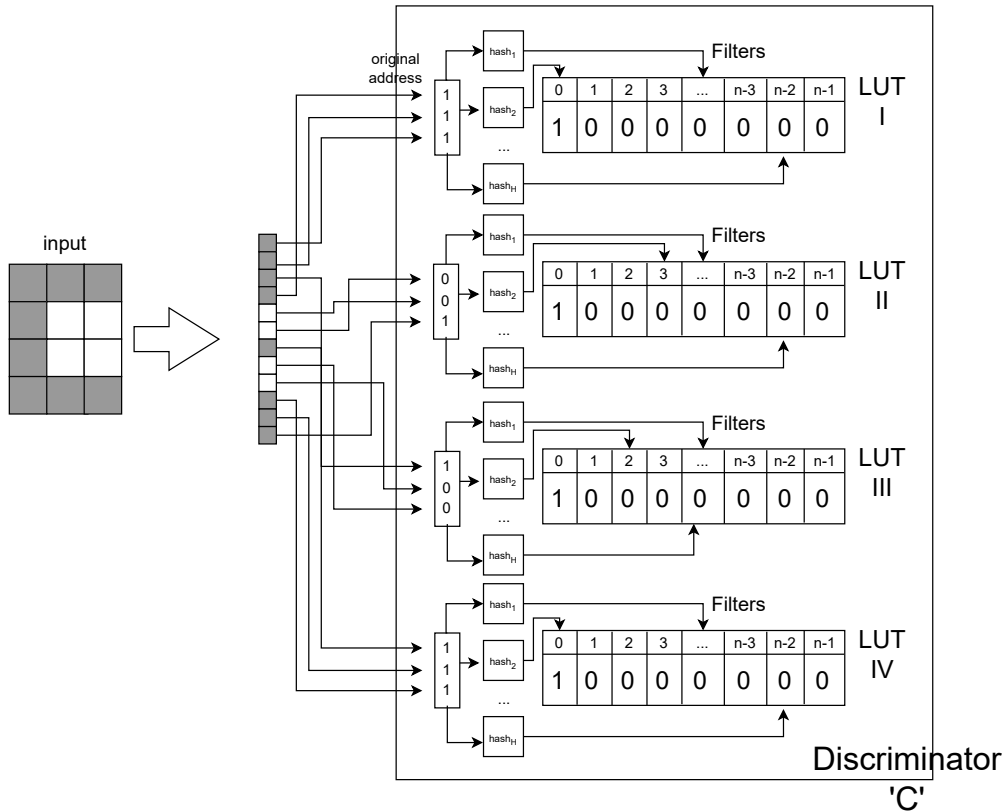 input
original
address
1
1
1
hash₁
hash₂
...
hash_H
Filters
0 1 2 3 ... n-3 n-2 n-1
1 0 0 0 0 0 0 0
LUT
I
0
0
1
hash₁
hash₂
...
hash_H
Filters
0 1 2 3 ... n-3 n-2 n-1
1 0 0 0 0 0 0 0
LUT
II
1
0
0
hash₁
hash₂
...
hash_H
Filters
0 1 2 3 ... n-3 n-2 n-1
1 0 0 0 0 0 0 0
LUT
III
1
1
1
hash₁
hash₂
...
hash_H
Filters
0 1 2 3 ... n-3 n-2 n-1
1 0 0 0 0 0 0 0
LUT
IV
Discriminator
'C'